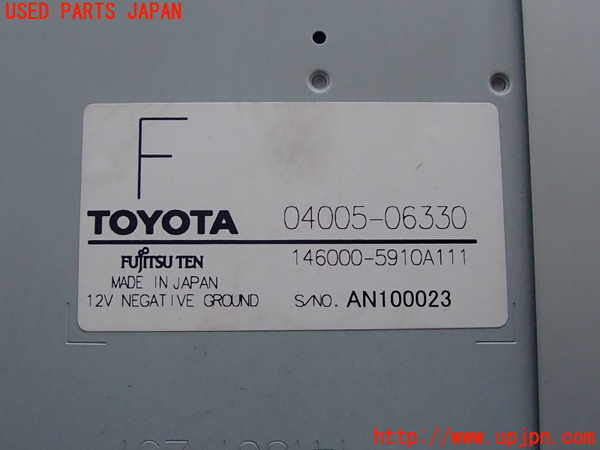 USED PARTS JAPAN
F
TOYOTA 04005-06330
FUJITSU TEN 146000-5910A111
MADE IN JAPAN
12V NEGATIVE GROUND S/NO. AN100023
http://www.upjpn.com/